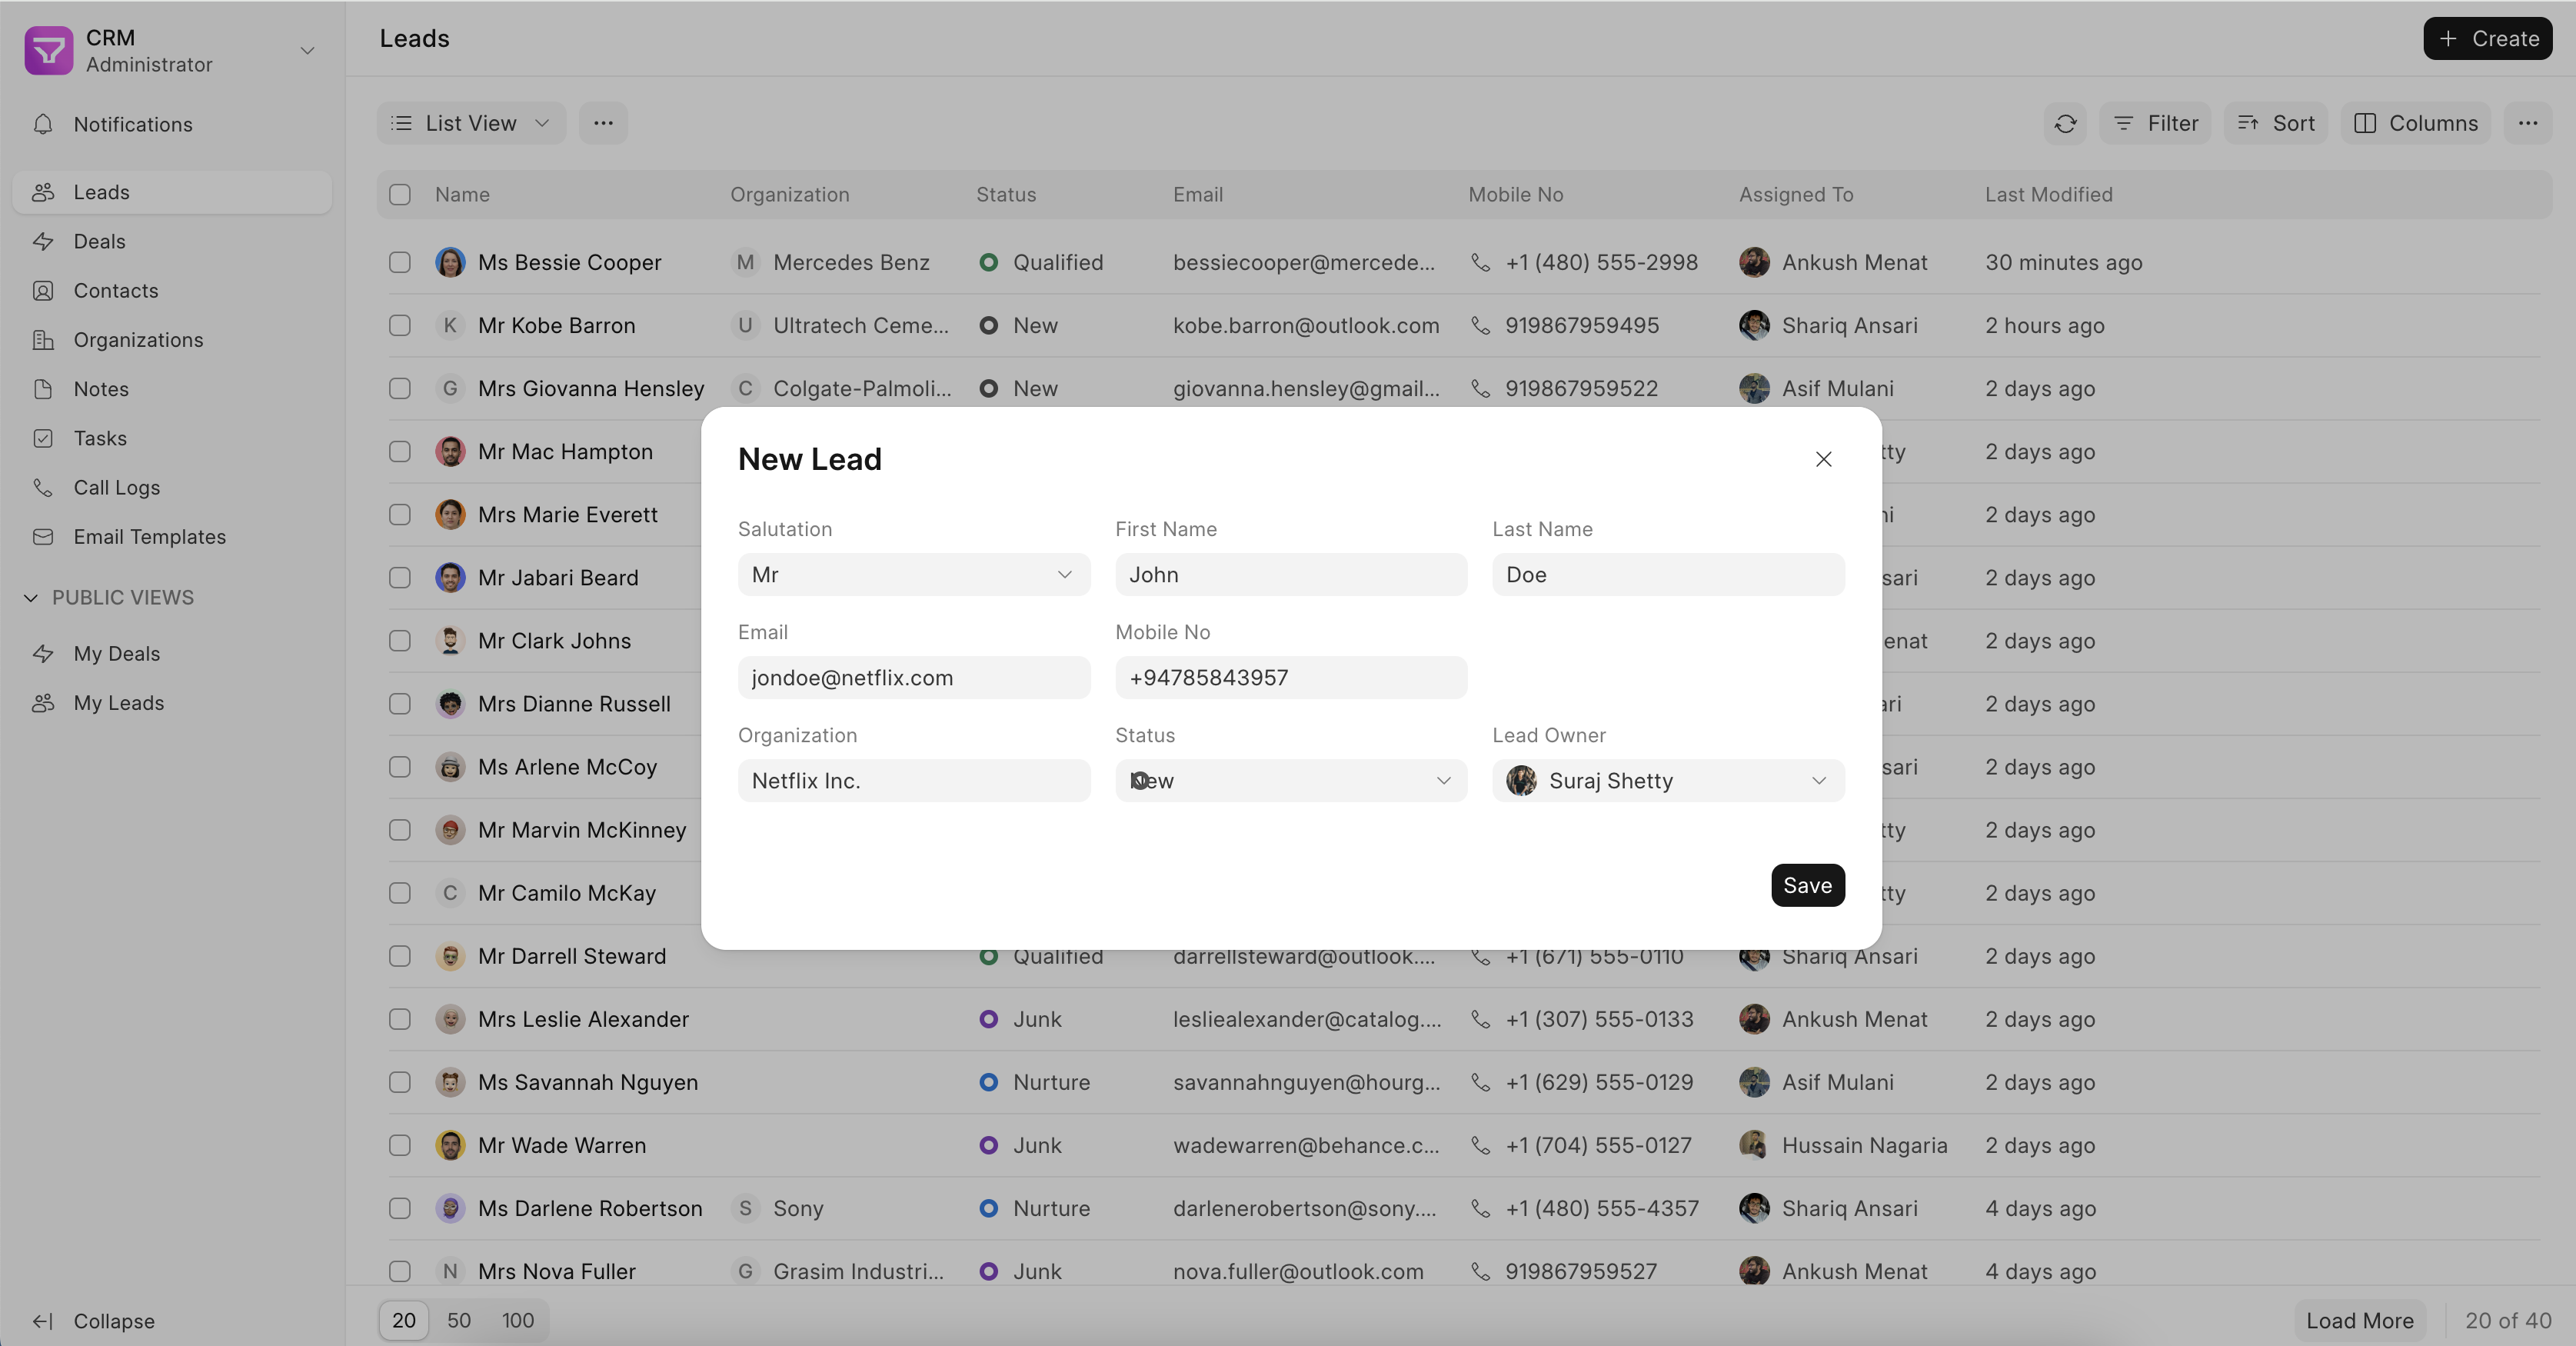 CRM
Administrator
Notifications
Leads
Deals
Contacts
Organizations
Notes
Tasks
Call Logs
Email Templates
PUBLIC VIEWS
My Deals
My Leads
Collapse
Leads
Create
List View
Filter Sort Columns
Name Organization Status Email Mobile No Assigned To Last Modified
Ms Bessie Cooper M Mercedes Benz Qualified bessiecooper@mercede... +1 (480) 555-2998 Ankush Menat 30 minutes ago
K Mr Kobe Barron U Ultratech Ceme... New kobe.barron@outlook.com 919867959495 Shariq Ansari 2 hours ago
G Mrs Giovanna Hensley C Colgate-Palmoli... New giovanna.hensley@gmail... 919867959522 Asif Mulani 2 days ago
Mr Mac Hampton tty 2 days ago
Mrs Marie Everett ni 2 days ago
Mr Jabari Beard sari 2 days ago
Mr Clark Johns enat 2 days ago
Mrs Dianne Russell ari 2 days ago
Ms Arlene McCoy sari 2 days ago
Mr Marvin McKinney tty 2 days ago
C Mr Camilo McKay tty 2 days ago
Mr Darrell Steward Qualified darrellsteward@outlook.... +1 (671) 555-0110 Shariq Ansari 2 days ago
Mrs Leslie Alexander Junk lesliealexander@catalog.... +1 (307) 555-0133 Ankush Menat 2 days ago
Ms Savannah Nguyen Nurture savannahnguyen@hourg... +1 (629) 555-0129 Asif Mulani 2 days ago
Mr Wade Warren Junk wadewarren@behance.c... +1 (704) 555-0127 Hussain Nagaria 2 days ago
Ms Darlene Robertson S Sony Nurture darlenerobertson@sony.... +1 (480) 555-4357 Shariq Ansari 4 days ago
N Mrs Nova Fuller G Grasim Industri... Junk nova.fuller@outlook.com 919867959527 Ankush Menat 4 days ago
20 50 100
Load More 20 of 40
New Lead
Salutation First Name Last Name
Mr John Doe
Email Mobile No
jondoe@netflix.com +94785843957
Organization Status Lead Owner
Netflix Inc. New Suraj Shetty
Save